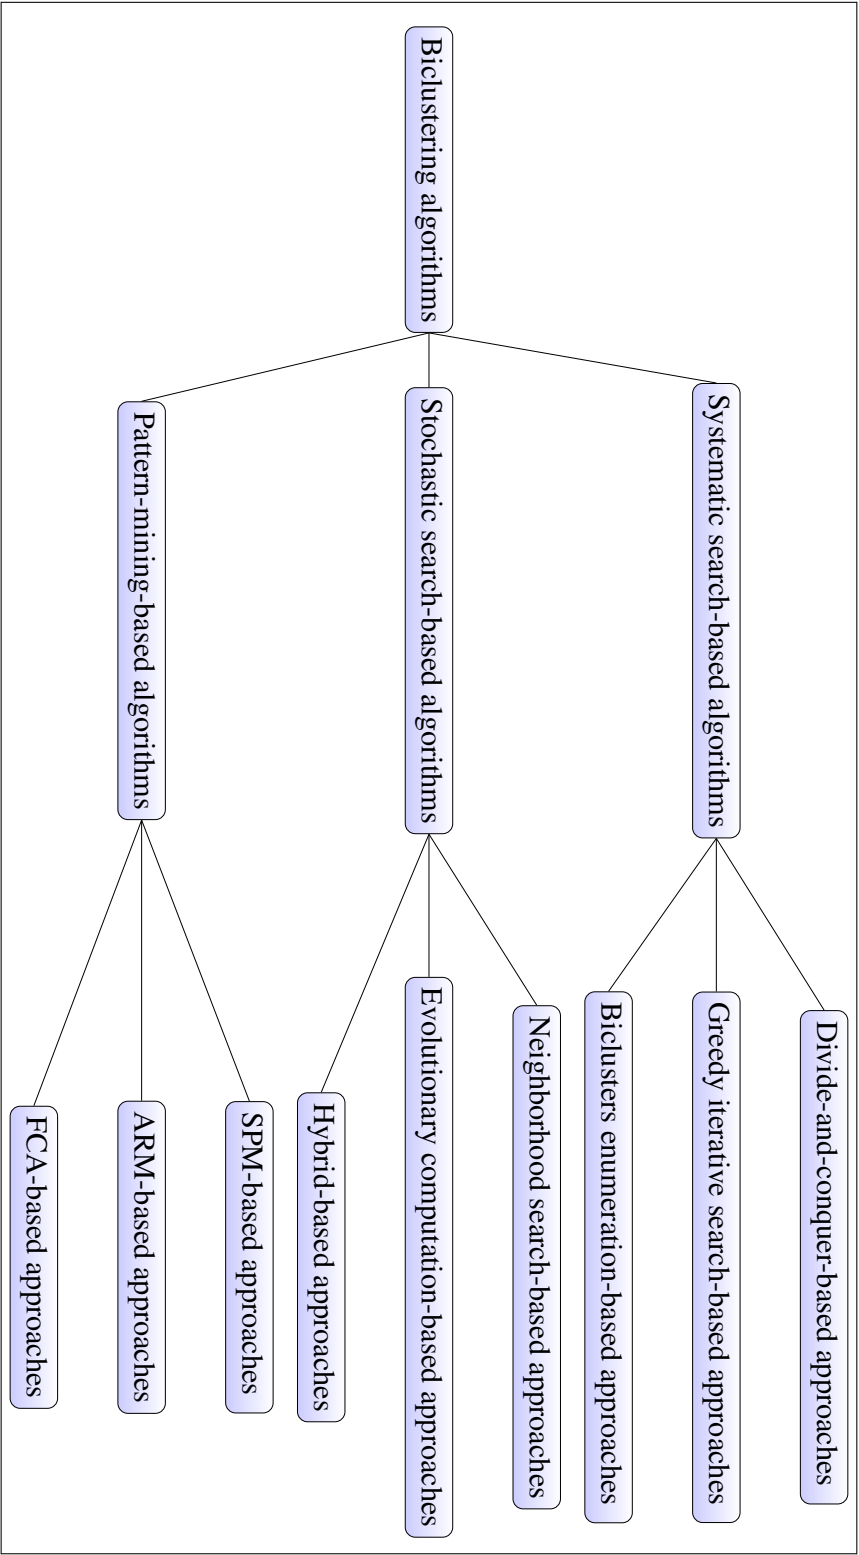 Biclustering algorithms
Systematic search-based algorithms
Divide-and-conquer-based approaches
Greedy iterative search-based approaches
Biclusters enumeration-based approaches
Stochastic search-based algorithms
Neighborhood search-based approaches
Evolutionary computation-based approaches
Hybrid-based approaches
Pattern-mining-based algorithms
SPM-based approaches
ARM-based approaches
FCA-based approaches